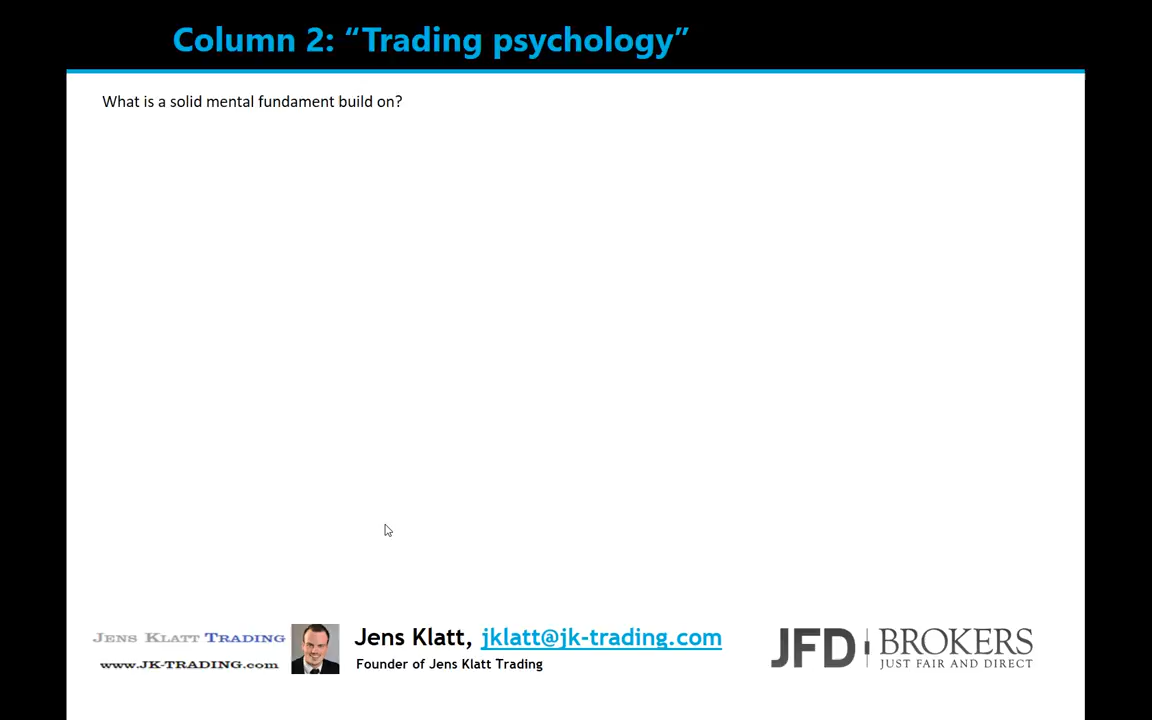 Column 2: “Trading psychology”
What is a solid mental fundament build on?
JENS KLATT TRADING
www.JK-TRADING.com
Jens Klatt, jklatt@jk-trading.com
Founder of Jens Klatt Trading
JFD BROKERS
JUST FAIR AND DIRECT